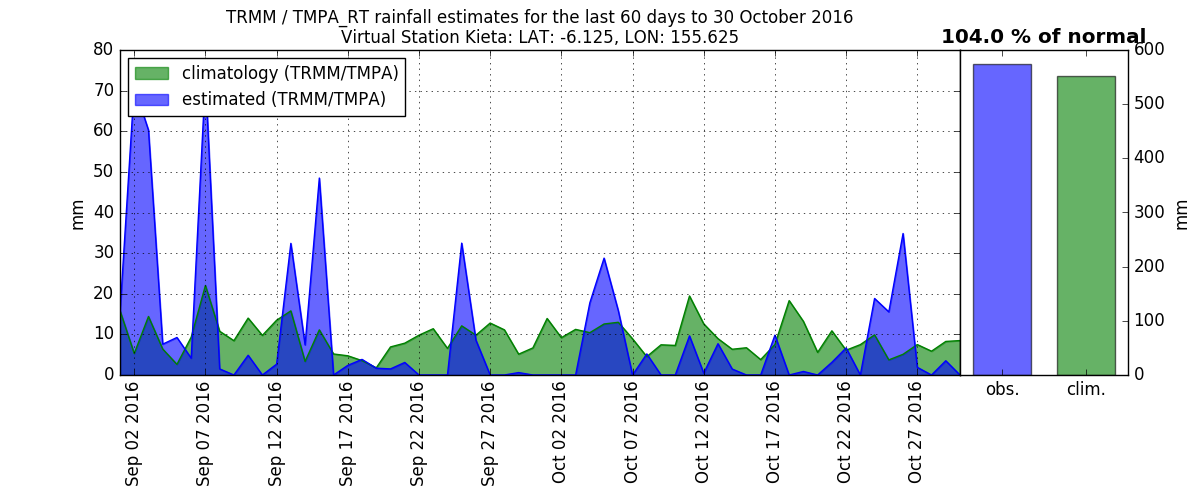 TRMM / TMPA_RT rainfall estimates for the last 60 days to 30 October 2016
Virtual Station Kieta: LAT: -6.125, LON: 155.625
104.0 % of normal
climatology (TRMM/TMPA)
estimated (TRMM/TMPA)
80
70
60
50
40
30
20
10
0
mm
Sep 02 2016
Sep 07 2016
Sep 12 2016
Sep 17 2016
Sep 22 2016
Sep 27 2016
Oct 02 2016
Oct 07 2016
Oct 12 2016
Oct 17 2016
Oct 22 2016
Oct 27 2016
obs.
clim.
600
500
400
300
200
100
0
mm